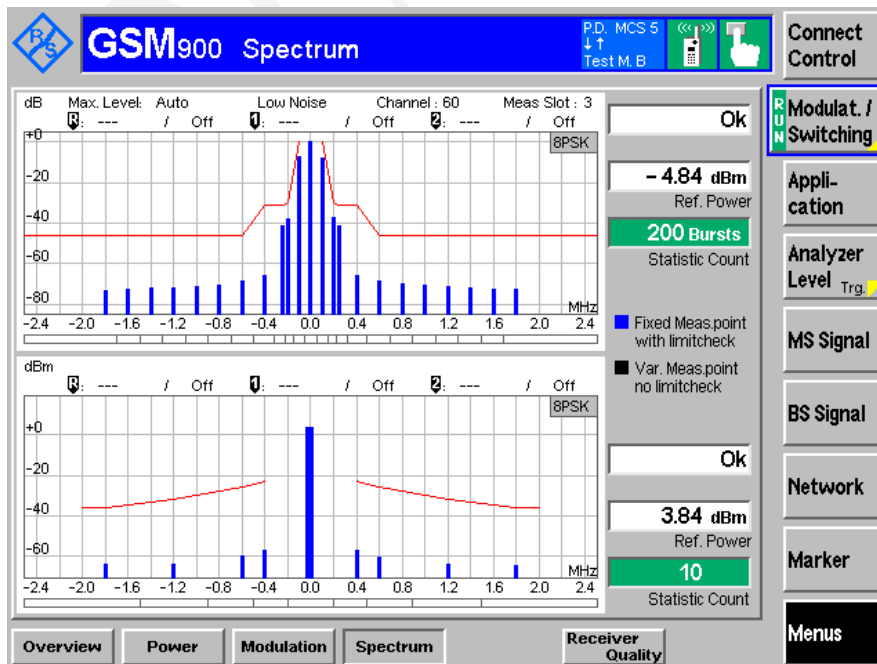 R/S
GSM900 Spectrum
P.D. MCS 5
↓↑
Test M. B
Connect Control
dB Max. Level: Auto Low Noise Channel : 60 Meas Slot : 3
R: --- / Off 1: --- / Off 2: --- / Off
8PSK
+0
-20
-40
-60
-80
MHz
-2.4 -2.0 -1.6 -1.2 -0.8 -0.4 0.0 0.4 0.8 1.2 1.6 2.0 2.4
Ok
- 4.84 dBm
Ref. Power
200 Bursts
Statistic Count
Fixed Meas.point
with limitcheck
Var. Meas.point
no limitcheck
dBm
R: --- / Off 1: --- / Off 2: --- / Off
8PSK
+0
-20
-40
-60
MHz
-2.4 -2.0 -1.6 -1.2 -0.8 -0.4 0.0 0.4 0.8 1.2 1.6 2.0 2.4
Ok
3.84 dBm
Ref. Power
10
Statistic Count
RUN
Modulat. /
Switching
Appli-
cation
Analyzer
Level Trg.
MS Signal
BS Signal
Network
Marker
Menus
Overview Power Modulation Spectrum Receiver
Quality